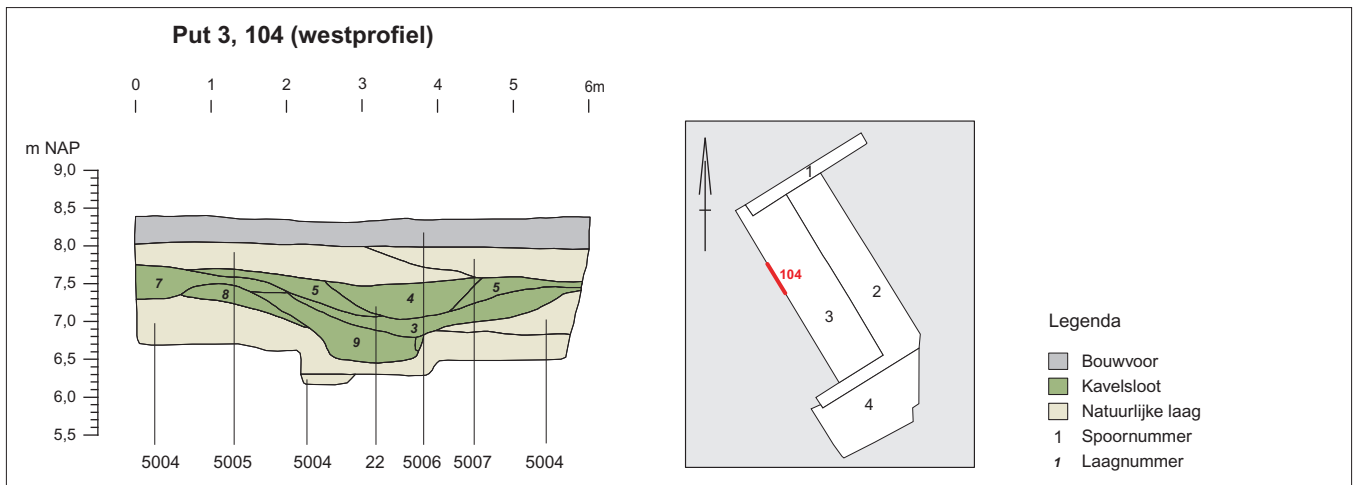 Put 3, 104 (westprofiel)
0 1 2 3 4 5 6m
m NAP
9,0
8,5
8,0
7,5
7,0
6,5
6,0
5,5
7 8 5 9 4 3 5
5004 5005 5004 22 5006 5007 5004
1
104
2
3
4
Legenda
Bouwvoor
Kavelsloot
Natuurlijke laag
1 Spoornummer
1 Laagnummer